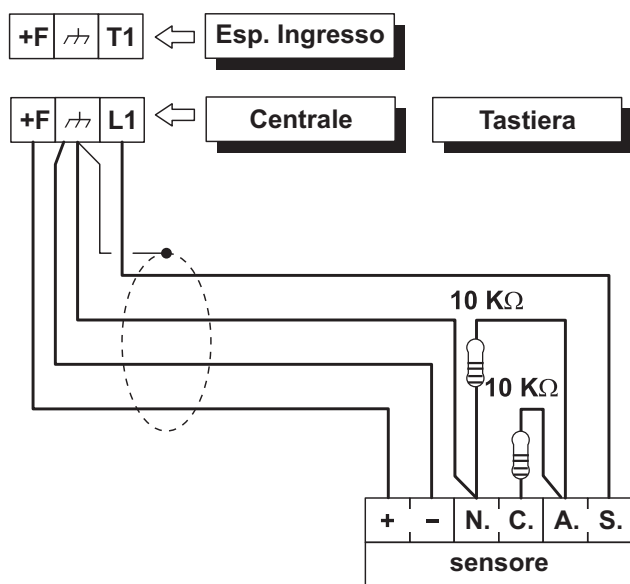 +F T1 Esp. Ingresso
+F L1 Centrale Tastiera
10 KΩ
10 KΩ
+ − N. C. A. S.
sensore